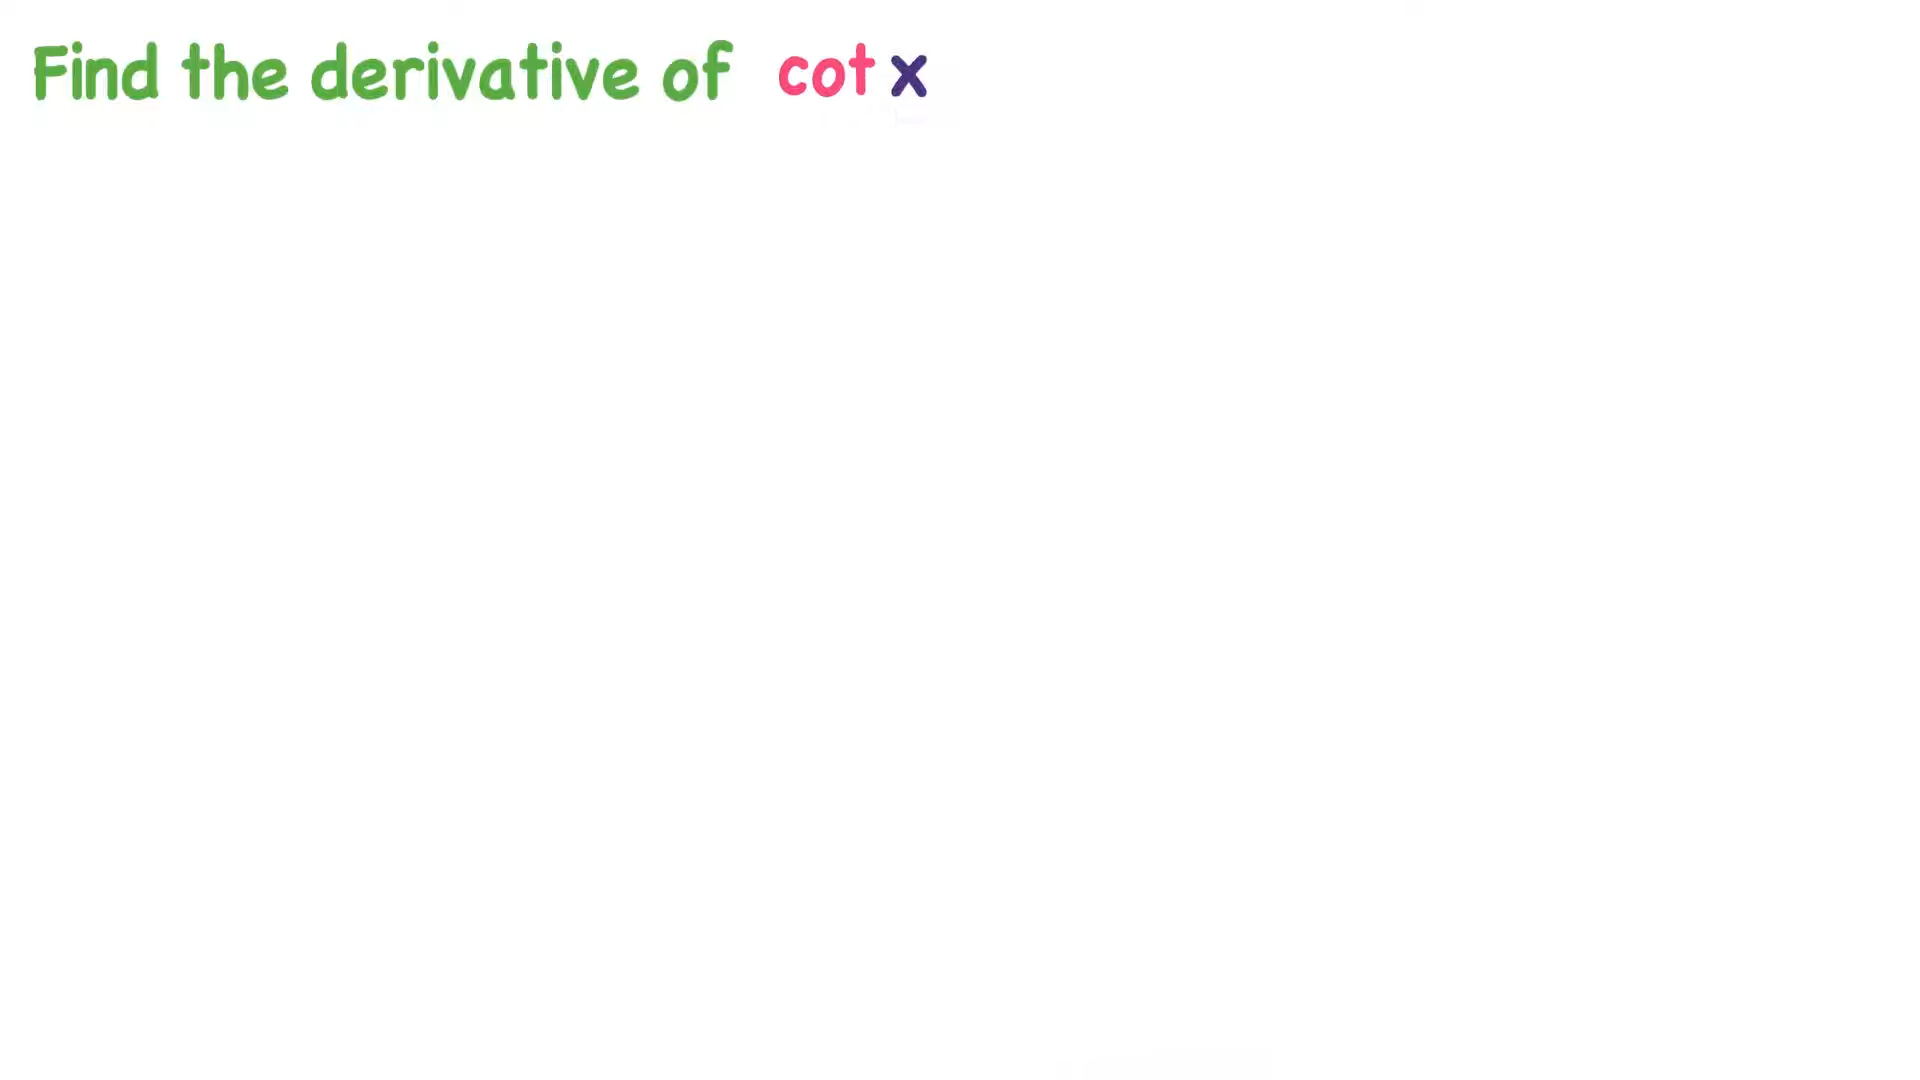 Find the derivative of cot x